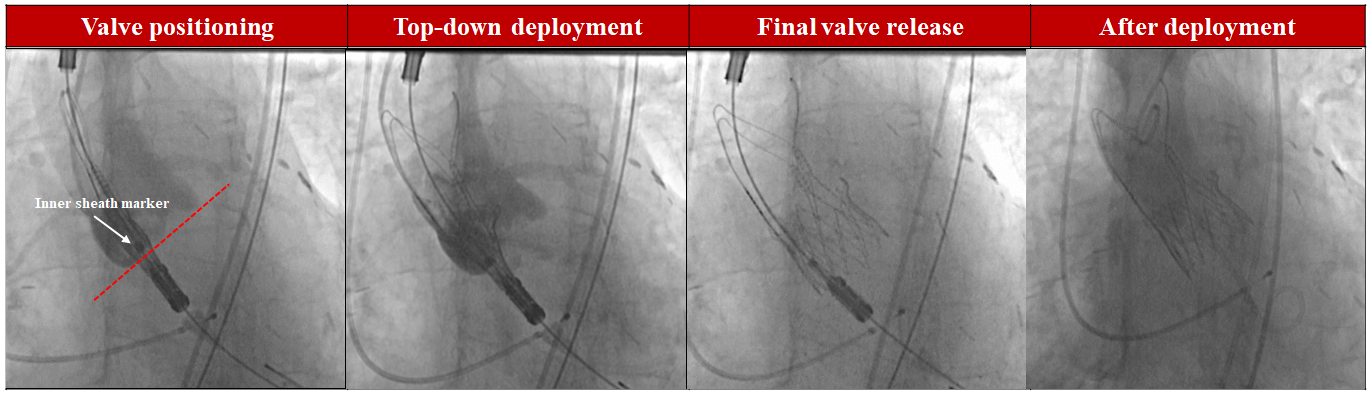 Valve positioning
Top-down deployment
Final valve release
After deployment
Inner sheath marker